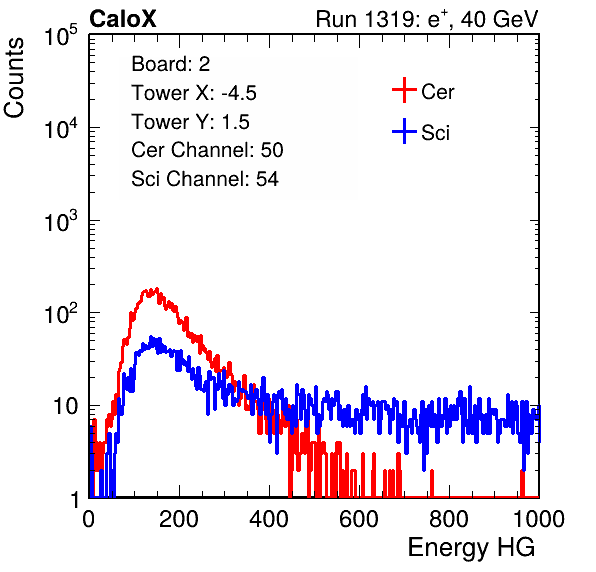 CaloX Run 1319: e⁺, 40 GeV
Board: 2
Tower X: -4.5
Tower Y: 1.5
Cer Channel: 50
Sci Channel: 54
Cer
Sci
Counts
10⁵
10⁴
10³
10²
10
1
0 200 400 600 800 1000
Energy HG